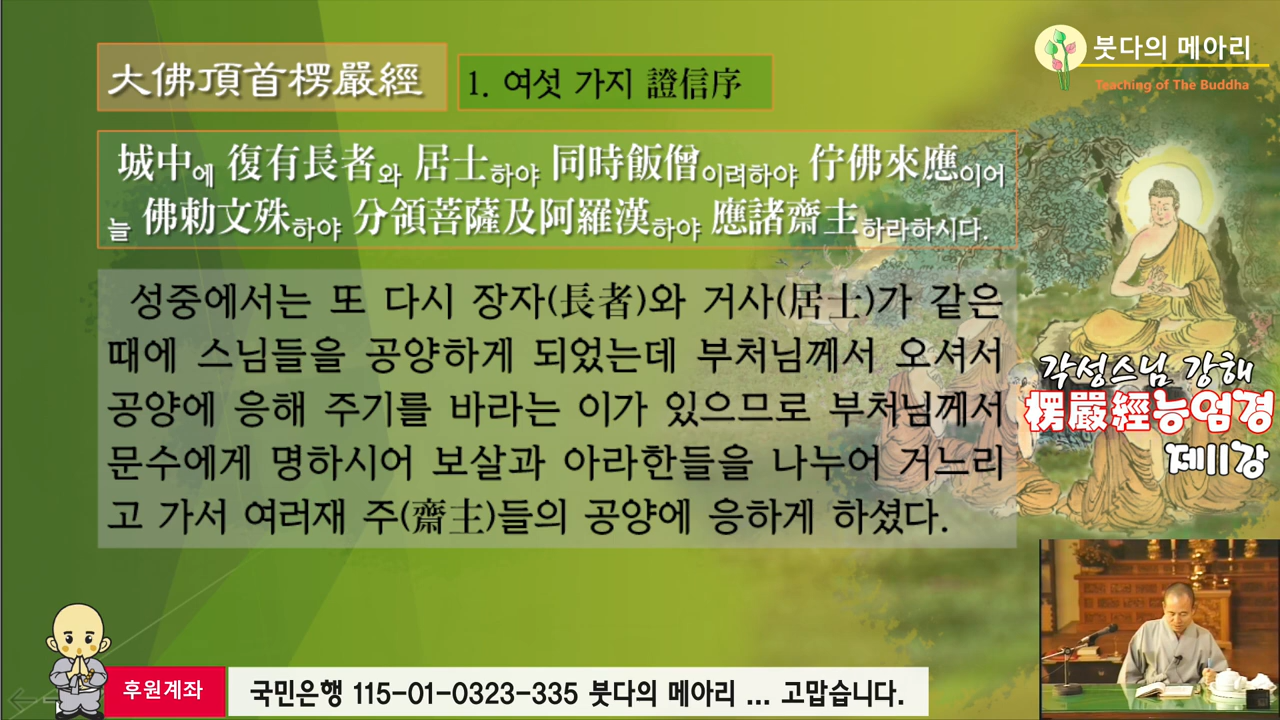 大佛頂首楞嚴經
1. 여섯 가지 證信序
붓다의 메아리
Teaching of The Buddha
城中에 復有長者와 居士하야 同時飯僧이려하야 佇佛來應이어
늘 佛勅文殊하야 分領菩薩及阿羅漢하야 應諸齋主하라하시다.
성중에서는 또 다시 장자(長者)와 거사(居士)가 같은
때에 스님들을 공양하게 되었는데 부처님께서 오셔서
공양에 응해 주기를 바라는 이가 있으므로 부처님께서
문수에게 명하시어 보살과 아라한들을 나누어 거느리
고 가서 여러재 주(齋主)들의 공양에 응하게 하셨다.
각성스님 강해
楞嚴經능엄경
제11강
후원계좌
국민은행 115-01-0323-335 붓다의 메아리 ... 고맙습니다.